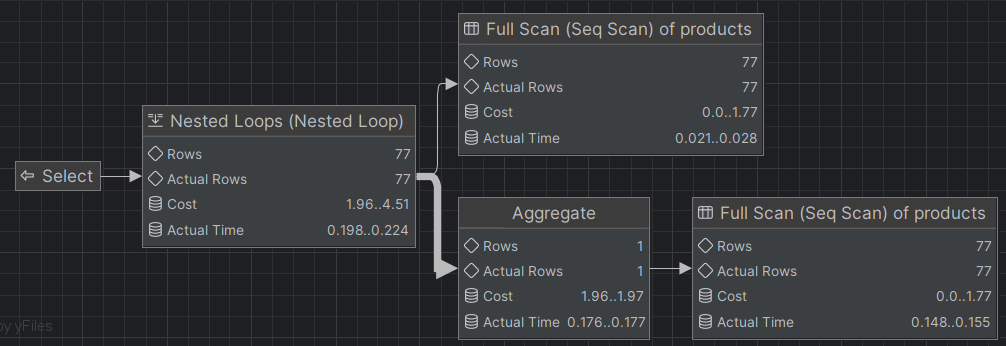 Full Scan (Seq Scan) of products
Rows 77
Actual Rows 77
Cost 0.0..1.77
Actual Time 0.021..0.028
Nested Loops (Nested Loop)
Rows 77
Actual Rows 77
Cost 1.96..4.51
Actual Time 0.198..0.224
Select
Aggregate
Rows 1
Actual Rows 1
Cost 1.96..1.97
Actual Time 0.176..0.177
Full Scan (Seq Scan) of products
Rows 77
Actual Rows 77
Cost 0.0..1.77
Actual Time 0.148..0.155
by yFiles